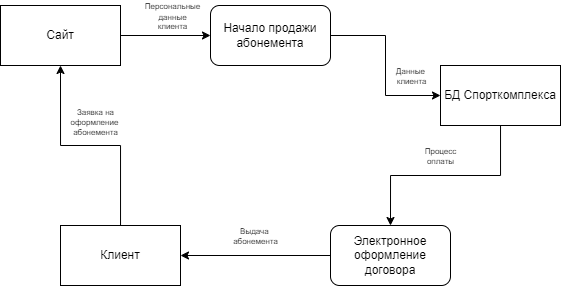 Сайт
Персональные
данные
клиента
Начало продажи
абонемента
Данные
клиента
БД Спорткомплекса
Заявка на
оформление
абонемента
Процесс
оплаты
Клиент
Выдача
абонемента
Электронное
оформление
договора